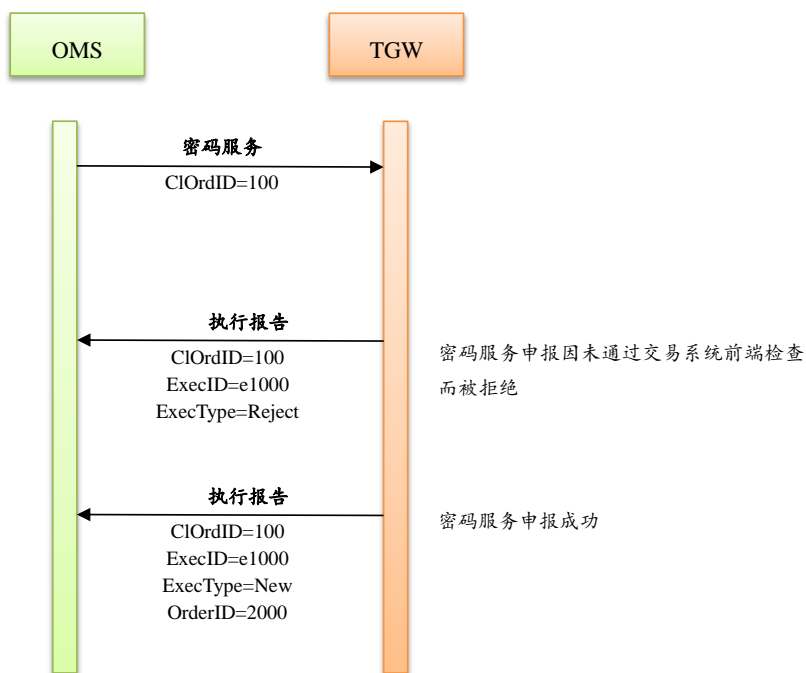 OMS
TGW
密码服务
ClOrdID=100
执行报告
ClOrdID=100
ExecID=e1000
ExecType=Reject
密码服务申报因未通过交易系统前端检查
而被拒绝
执行报告
ClOrdID=100
ExecID=e1000
ExecType=New
OrderID=2000
密码服务申报成功